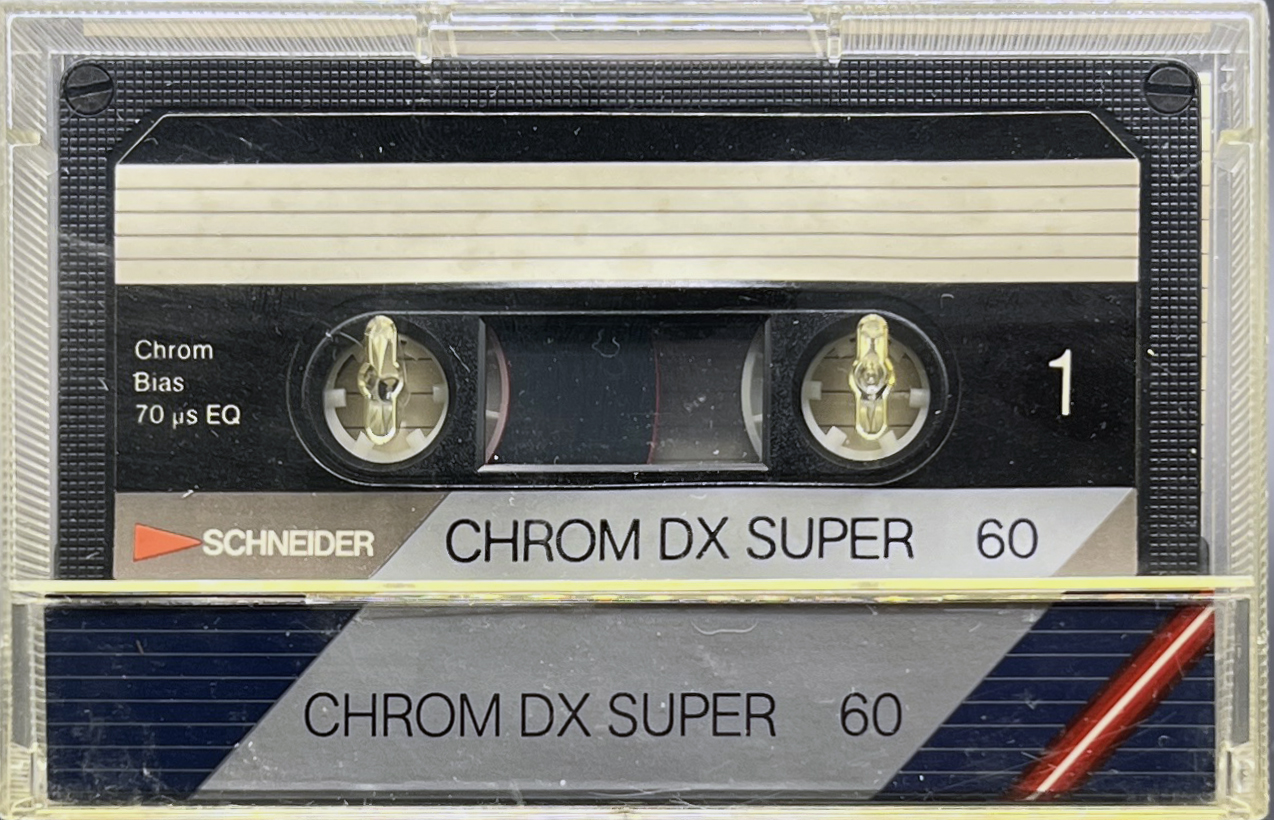 Chrom
Bias
70 µs EQ
1
SCHNEIDER
CHROM DX SUPER 60
CHROM DX SUPER 60